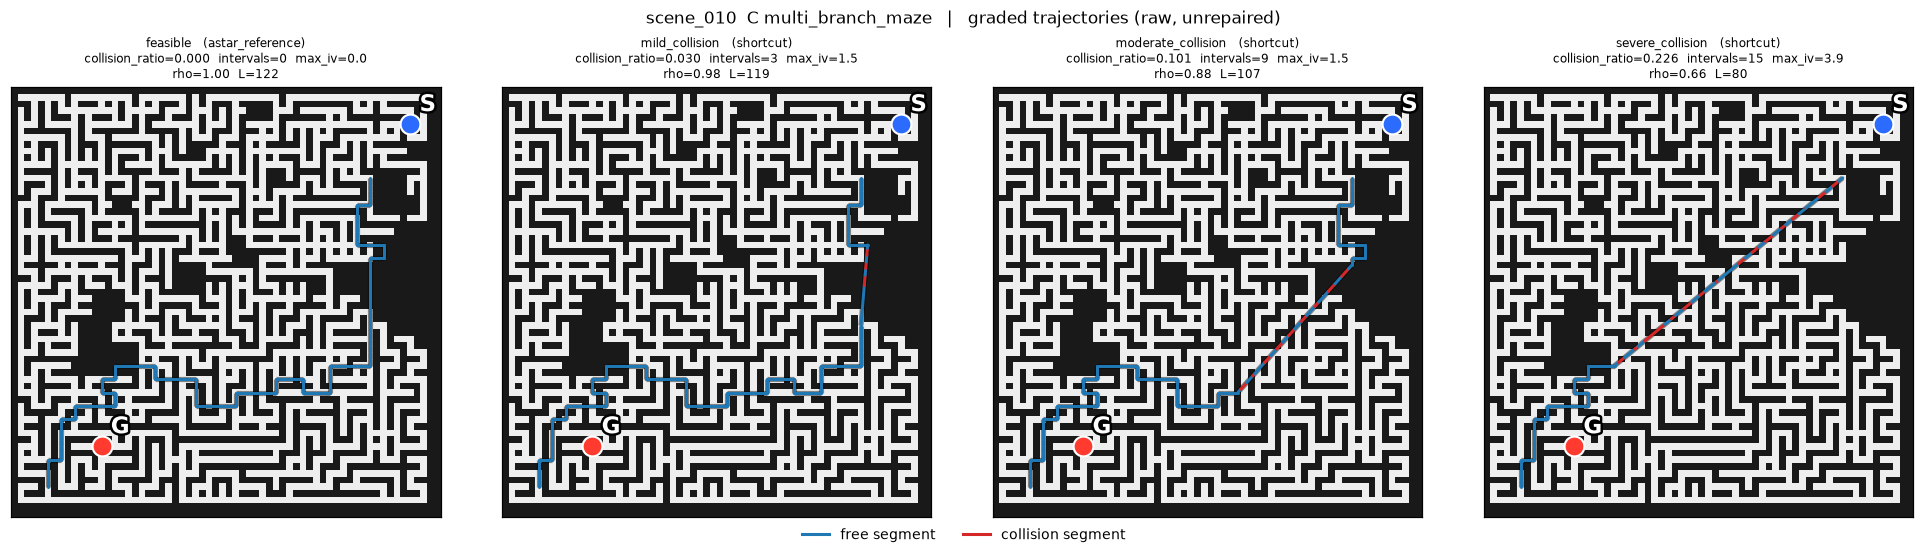 scene_010  C multi_branch_maze   |   graded trajectories (raw, unrepaired)
feasible   (astar_reference)
collision_ratio=0.000  intervals=0  max_iv=0.0
rho=1.00  L=122
mild_collision   (shortcut)
collision_ratio=0.030  intervals=3  max_iv=1.5
rho=0.98  L=119
moderate_collision   (shortcut)
collision_ratio=0.101  intervals=9  max_iv=1.5
rho=0.88  L=107
severe_collision   (shortcut)
collision_ratio=0.226  intervals=15  max_iv=3.9
rho=0.66  L=80
S
S
S
S
G
G
G
G
free segment
collision segment